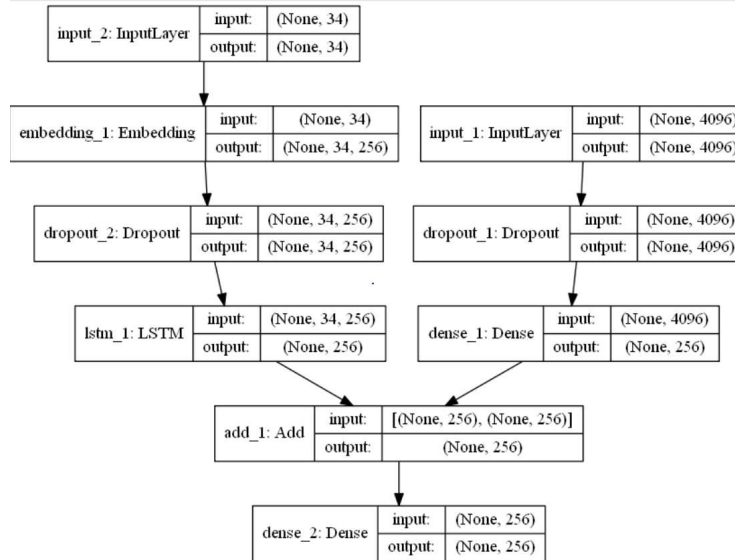 input_2: InputLayer
input: (None, 34)
output: (None, 34)
embedding_1: Embedding
input: (None, 34)
output: (None, 34, 256)
input_1: InputLayer
input: (None, 4096)
output: (None, 4096)
dropout_2: Dropout
input: (None, 34, 256)
output: (None, 34, 256)
dropout_1: Dropout
input: (None, 4096)
output: (None, 4096)
lstm_1: LSTM
input: (None, 34, 256)
output: (None, 256)
dense_1: Dense
input: (None, 4096)
output: (None, 256)
add_1: Add
input: [(None, 256), (None, 256)]
output: (None, 256)
dense_2: Dense
input: (None, 256)
output: (None, 256)